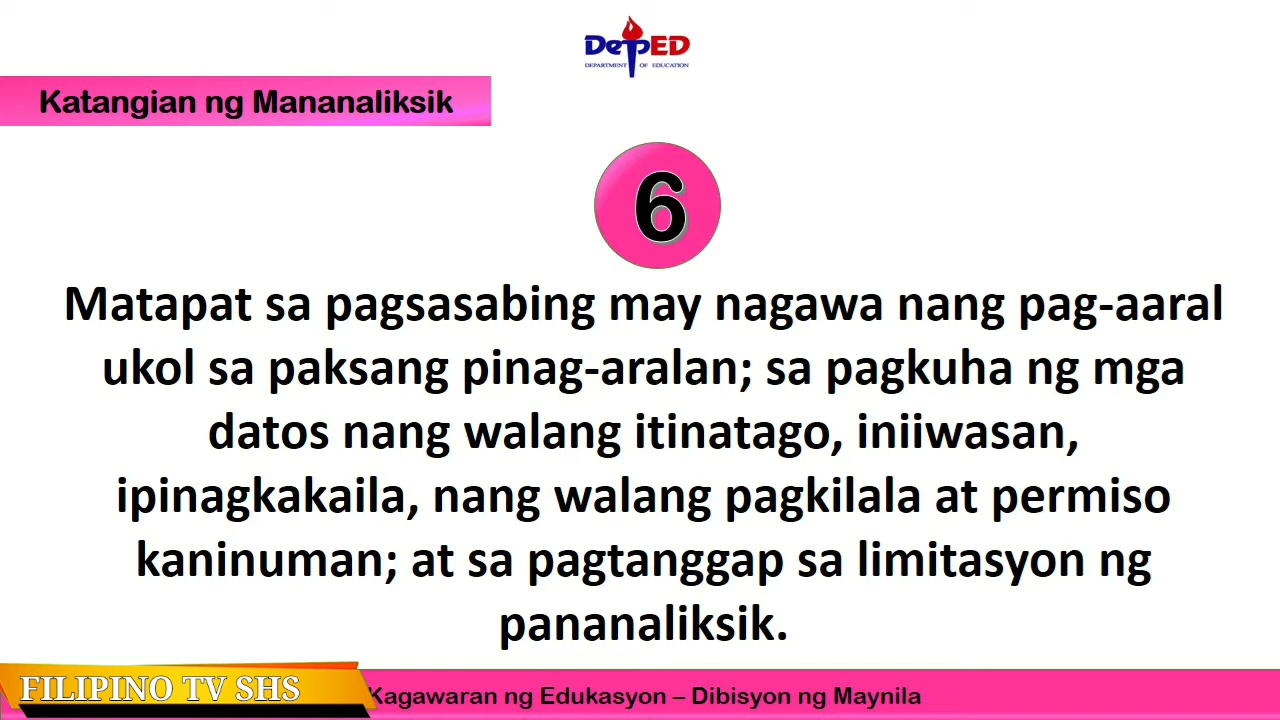 DepED
DEPARTMENT OF EDUCATION
Katangian ng Mananaliksik
6
Matapat sa pagsasabing may nagawa nang pag-aaral
ukol sa paksang pinag-aralan; sa pagkuha ng mga
datos nang walang itinatago, iniiwasan,
ipinagkakaila, nang walang pagkilala at permiso
kaninuman; at sa pagtanggap sa limitasyon ng
pananaliksik.
FILIPINO TV SHS
Kagawaran ng Edukasyon – Dibisyon ng Maynila